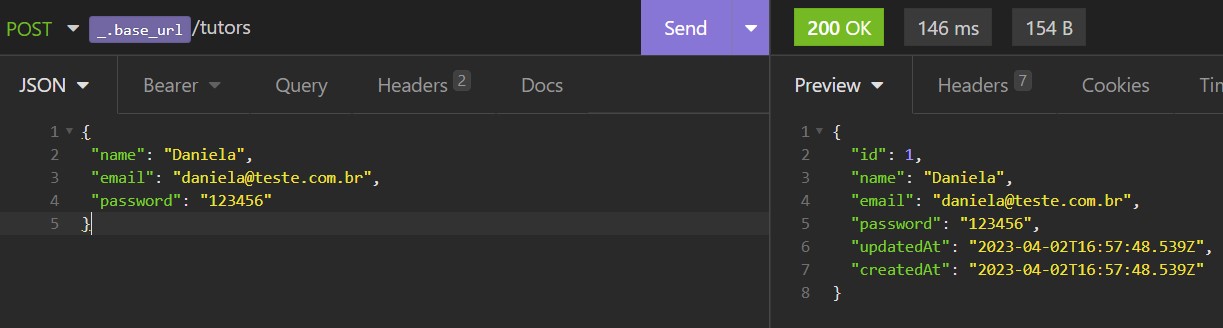 POST _.base_url /tutors Send 200 OK 146 ms 154 B
JSON Bearer Query Headers 2 Docs
1 {
2 "name": "Daniela",
3 "email": "daniela@teste.com.br",
4 "password": "123456"
5 }
Preview Headers 7 Cookies
1 {
2 "id": 1,
3 "name": "Daniela",
4 "email": "daniela@teste.com.br",
5 "password": "123456",
6 "updatedAt": "2023-04-02T16:57:48.539Z",
7 "createdAt": "2023-04-02T16:57:48.539Z"
8 }